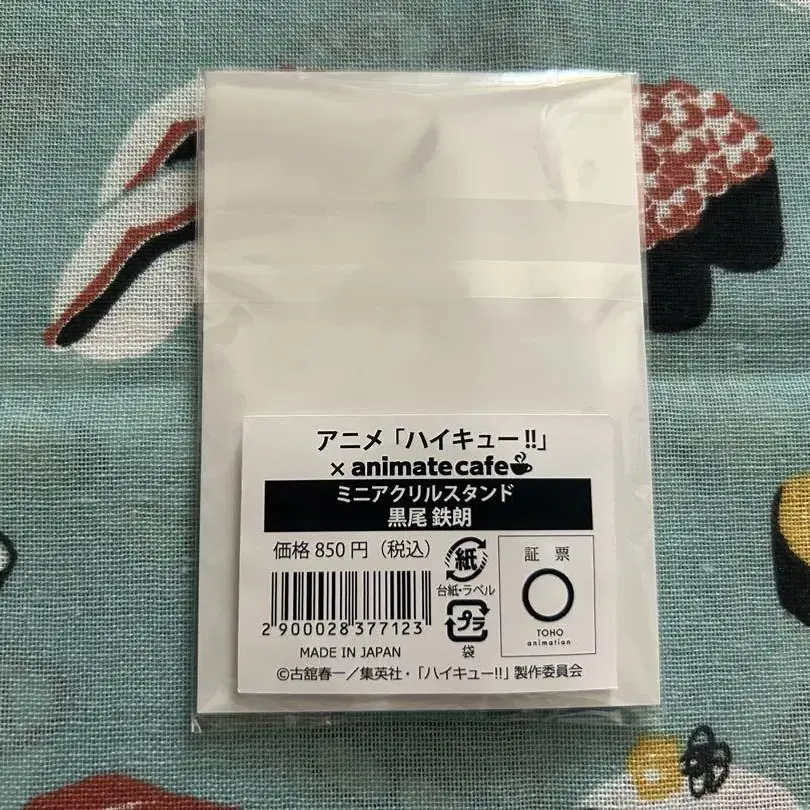 アニメ「ハイキュー!!」
× animate cafe
ミニアクリルスタンド
黒尾 鉄朗
価格 850 円（税込）
紙
台紙・ラベル
プラ
袋
証 票
TOHO
animation
2 900028 377123
MADE IN JAPAN
©古舘春一／集英社・「ハイキュー!!」製作委員会